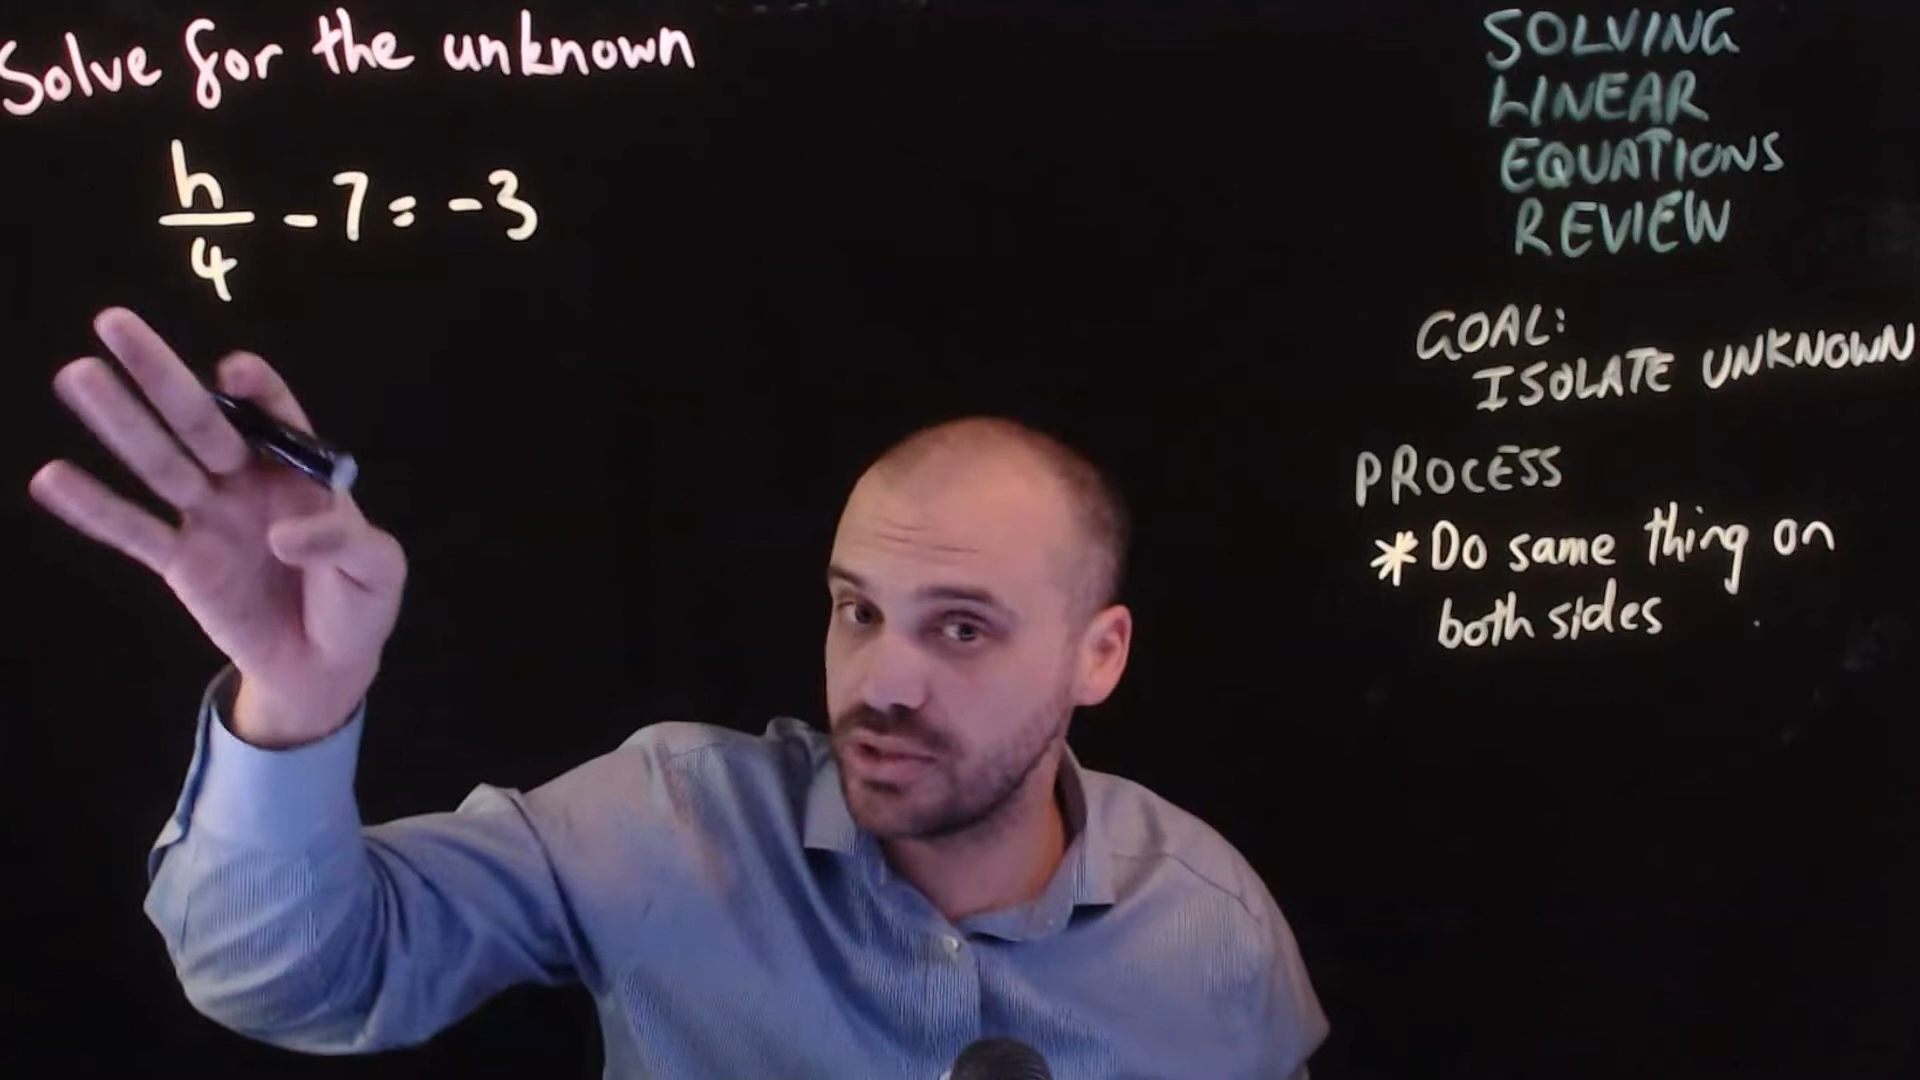 Solve for the unknown
h/4 - 7 = -3
SOLVING
LINEAR
EQUATIONS
REVIEW
GOAL:
ISOLATE UNKNOWN
PROCESS
* Do same thing on
both sides